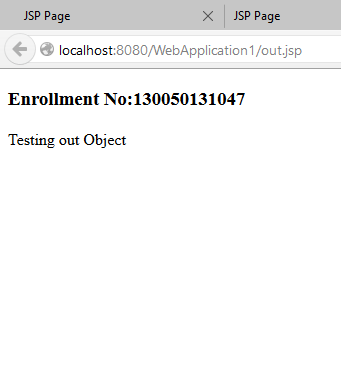 JSP Page JSP Page
localhost:8080/WebApplication1/out.jsp
Enrollment No:130050131047
Testing out Object